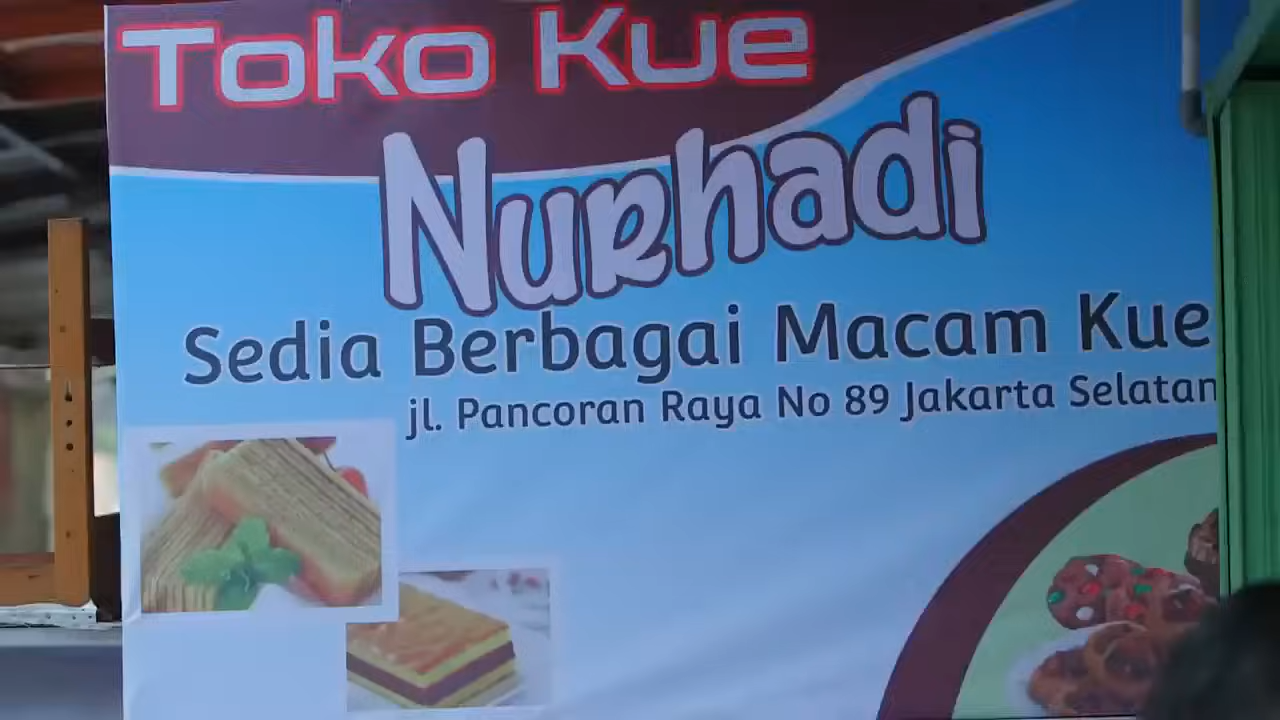 Toko Kue
Nurhadi
Sedia Berbagai Macam Kue
jl. Pancoran Raya No 89 Jakarta Selatan